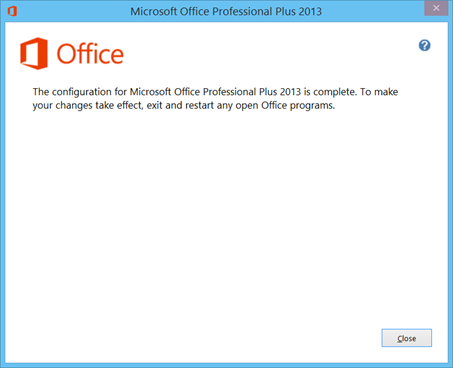 Microsoft Office Professional Plus 2013
Office
?
The configuration for Microsoft Office Professional Plus 2013 is complete. To make
your changes take effect, exit and restart any open Office programs.
Close